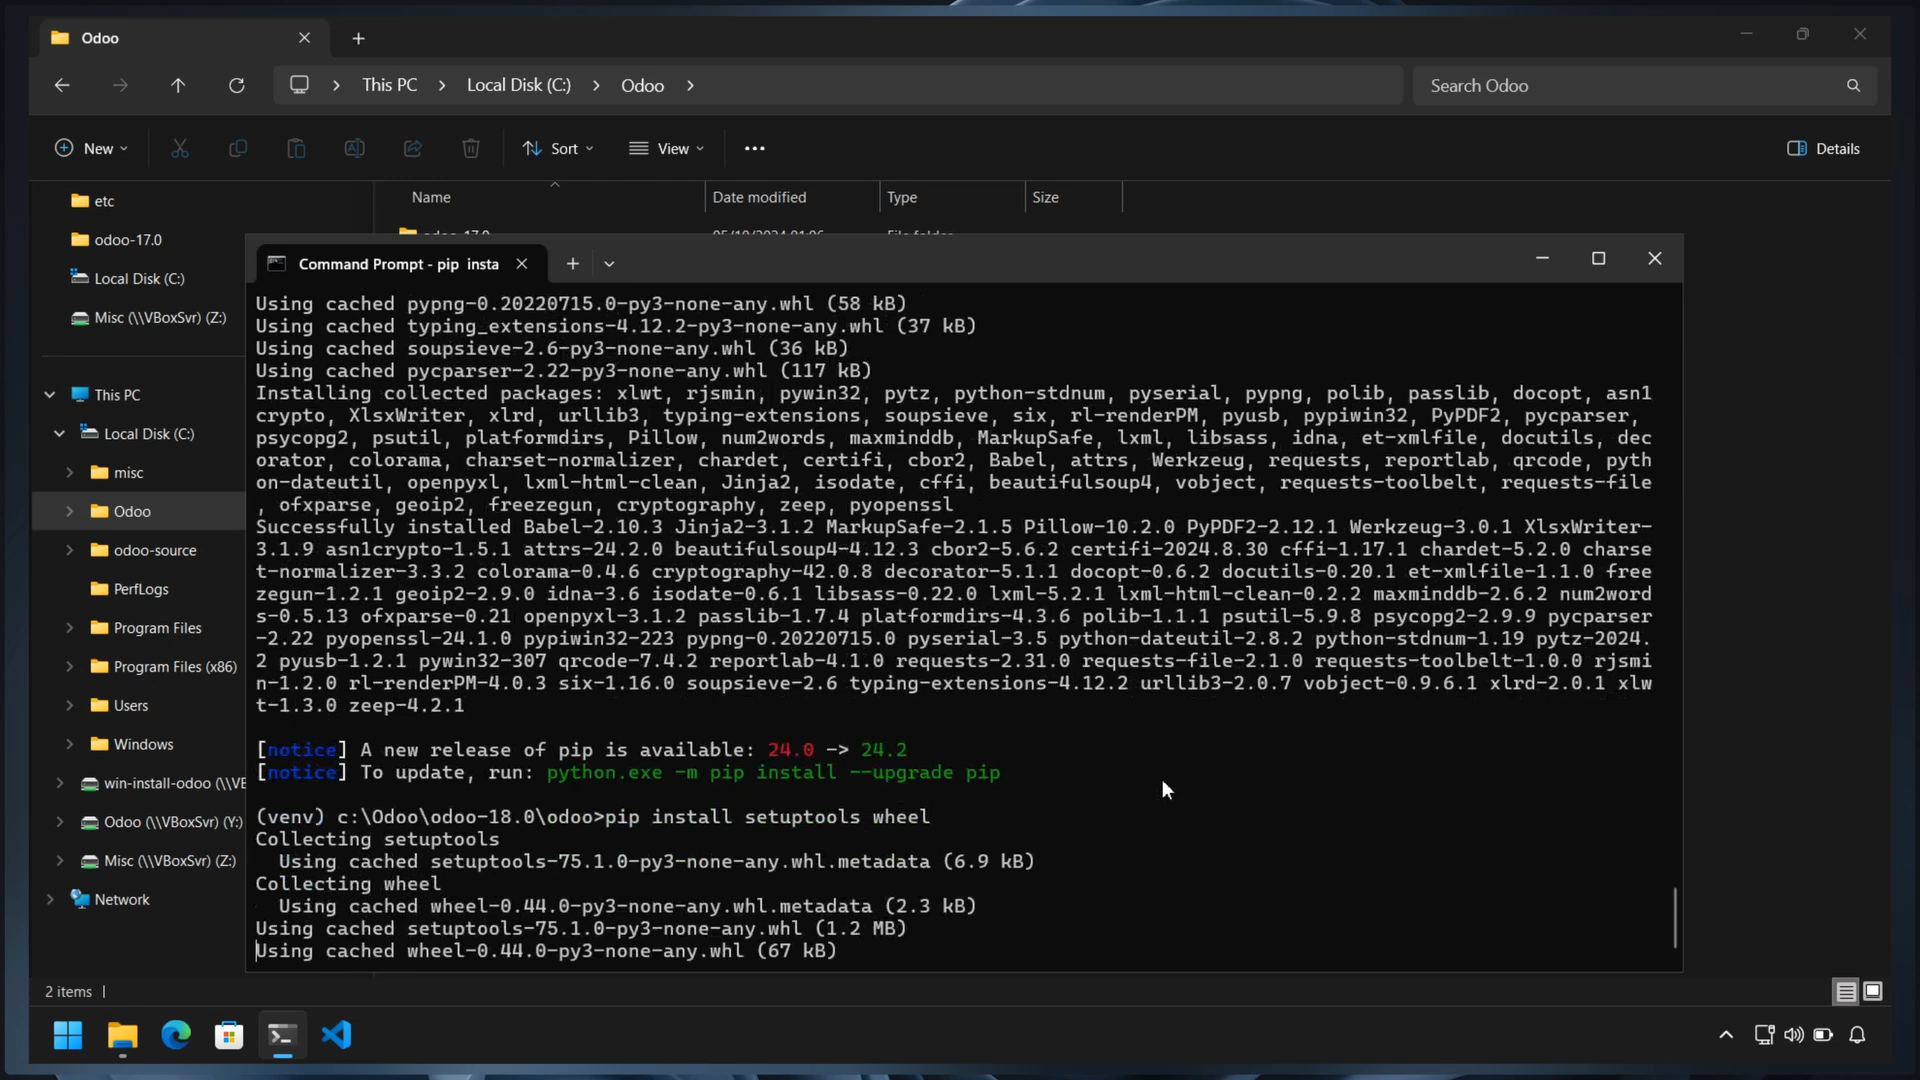 Odoo
This PC
Local Disk (C:)
Odoo
Search Odoo
New
Sort
View
Details
Name
Date modified
Type
Size
etc
odoo-17.0
Local Disk (C:)
Misc (\\VBoxSvr) (Z:)
This PC
Local Disk (C:)
misc
Odoo
odoo-source
PerfLogs
Program Files
Program Files (x86)
Users
Windows
win-install-odoo (\\VE
Odoo (\\VBoxSvr) (Y:)
Misc (\\VBoxSvr) (Z:)
Network
odoo-17.0
05/10/2024 01:06
File folder
Command Prompt - pip insta
Using cached pypng-0.20220715.0-py3-none-any.whl (58 kB)
Using cached typing_extensions-4.12.2-py3-none-any.whl (37 kB)
Using cached soupsieve-2.6-py3-none-any.whl (36 kB)
Using cached pycparser-2.22-py3-none-any.whl (117 kB)
Installing collected packages: xlwt, rjsmin, pywin32, pytz, python-stdnum, pyserial, pypng, polib, passlib, docopt, asn1
crypto, XlsxWriter, xlrd, urllib3, typing-extensions, soupsieve, six, rl-renderPM, pyusb, pypiwin32, PyPDF2, pycparser,
psycopg2, psutil, platformdirs, Pillow, num2words, maxminddb, MarkupSafe, lxml, libsass, idna, et-xmlfile, docutils, dec
orator, colorama, charset-normalizer, chardet, certifi, cbor2, Babel, attrs, Werkzeug, requests, reportlab, qrcode, pyth
on-dateutil, openpyxl, lxml-html-clean, Jinja2, isodate, cffi, beautifulsoup4, vobject, requests-toolbelt, requests-file
, ofxparse, geoip2, freezegun, cryptography, zeep, pyopenssl
Successfully installed Babel-2.10.3 Jinja2-3.1.2 MarkupSafe-2.1.5 Pillow-10.2.0 PyPDF2-2.12.1 Werkzeug-3.0.1 XlsxWriter-
3.1.9 asn1crypto-1.5.1 attrs-24.2.0 beautifulsoup4-4.12.3 cbor2-5.6.2 certifi-2024.8.30 cffi-1.17.1 chardet-5.2.0 charse
t-normalizer-3.3.2 colorama-0.4.6 cryptography-42.0.8 decorator-5.1.1 docopt-0.6.2 docutils-0.20.1 et-xmlfile-1.1.0 free
zegun-1.2.1 geoip2-2.9.0 idna-3.6 isodate-0.6.1 libsass-0.22.0 lxml-5.2.1 lxml-html-clean-0.2.2 maxminddb-2.6.2 num2word
s-0.5.13 ofxparse-0.21 openpyxl-3.1.2 passlib-1.7.4 platformdirs-4.3.6 polib-1.1.1 psutil-5.9.8 psycopg2-2.9.9 pycparser
-2.22 pyopenssl-24.1.0 pypiwin32-223 pypng-0.20220715.0 pyserial-3.5 python-dateutil-2.8.2 python-stdnum-1.19 pytz-2024.
2 pyusb-1.2.1 pywin32-307 qrcode-7.4.2 reportlab-4.1.0 requests-2.31.0 requests-file-2.1.0 requests-toolbelt-1.0.0 rjsmi
n-1.2.0 rl-renderPM-4.0.3 six-1.16.0 soupsieve-2.6 typing-extensions-4.12.2 urllib3-2.0.7 vobject-0.9.6.1 xlrd-2.0.1 xlw
t-1.3.0 zeep-4.2.1
[notice] A new release of pip is available: 24.0 -> 24.2
[notice] To update, run: python.exe -m pip install --upgrade pip
(venv) c:\Odoo\odoo-18.0\odoo>pip install setuptools wheel
Collecting setuptools
Using cached setuptools-75.1.0-py3-none-any.whl.metadata (6.9 kB)
Collecting wheel
Using cached wheel-0.44.0-py3-none-any.whl.metadata (2.3 kB)
Using cached setuptools-75.1.0-py3-none-any.whl (1.2 MB)
Using cached wheel-0.44.0-py3-none-any.whl (67 kB)
2 items